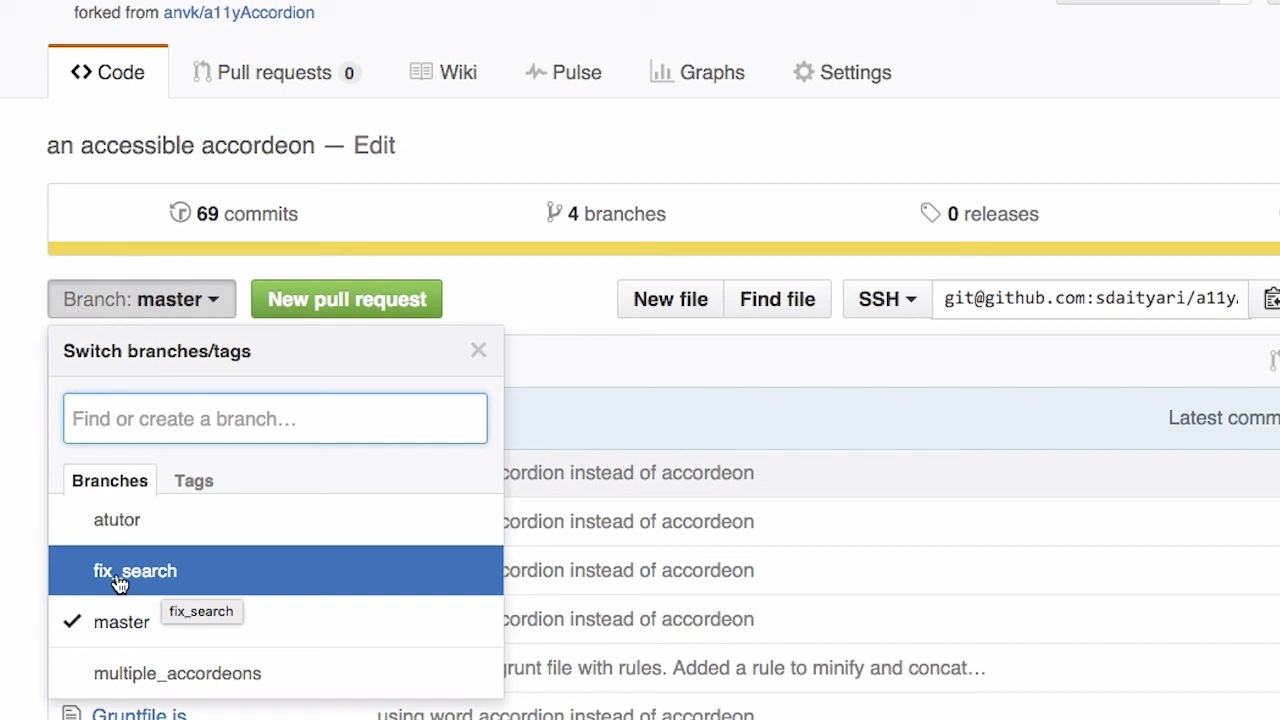 forked from anvk/a11yAccordion
Code Pull requests 0 Wiki Pulse Graphs Settings
an accessible accordeon — Edit
69 commits 4 branches 0 releases
Branch: master New pull request New file Find file SSH git@github.com:sdaityari/a11y
Switch branches/tags
Find or create a branch…
Latest comm
Branches Tags
cordion instead of accordeon
atutor
cordion instead of accordeon
fix_search
cordion instead of accordeon
fix_search
master
cordion instead of accordeon
multiple_accordeons
grunt file with rules. Added a rule to minify and concat…
Gruntfile.js using word accordion instead of accordeon